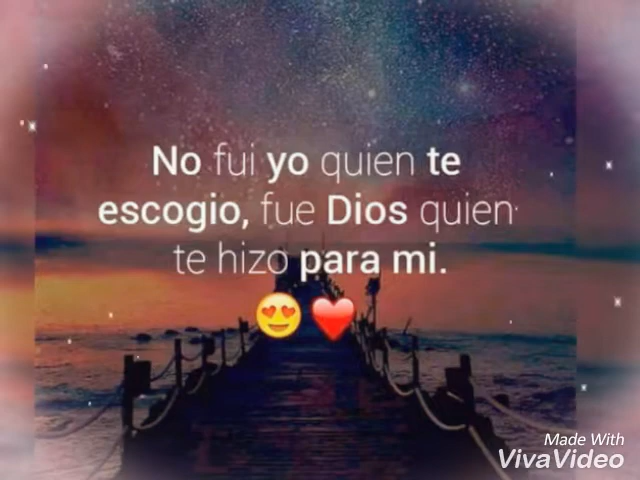 No fui yo quien te
escogio, fue Dios quien
te hizo para mi.
😍❤️
Made With
VivaVideo